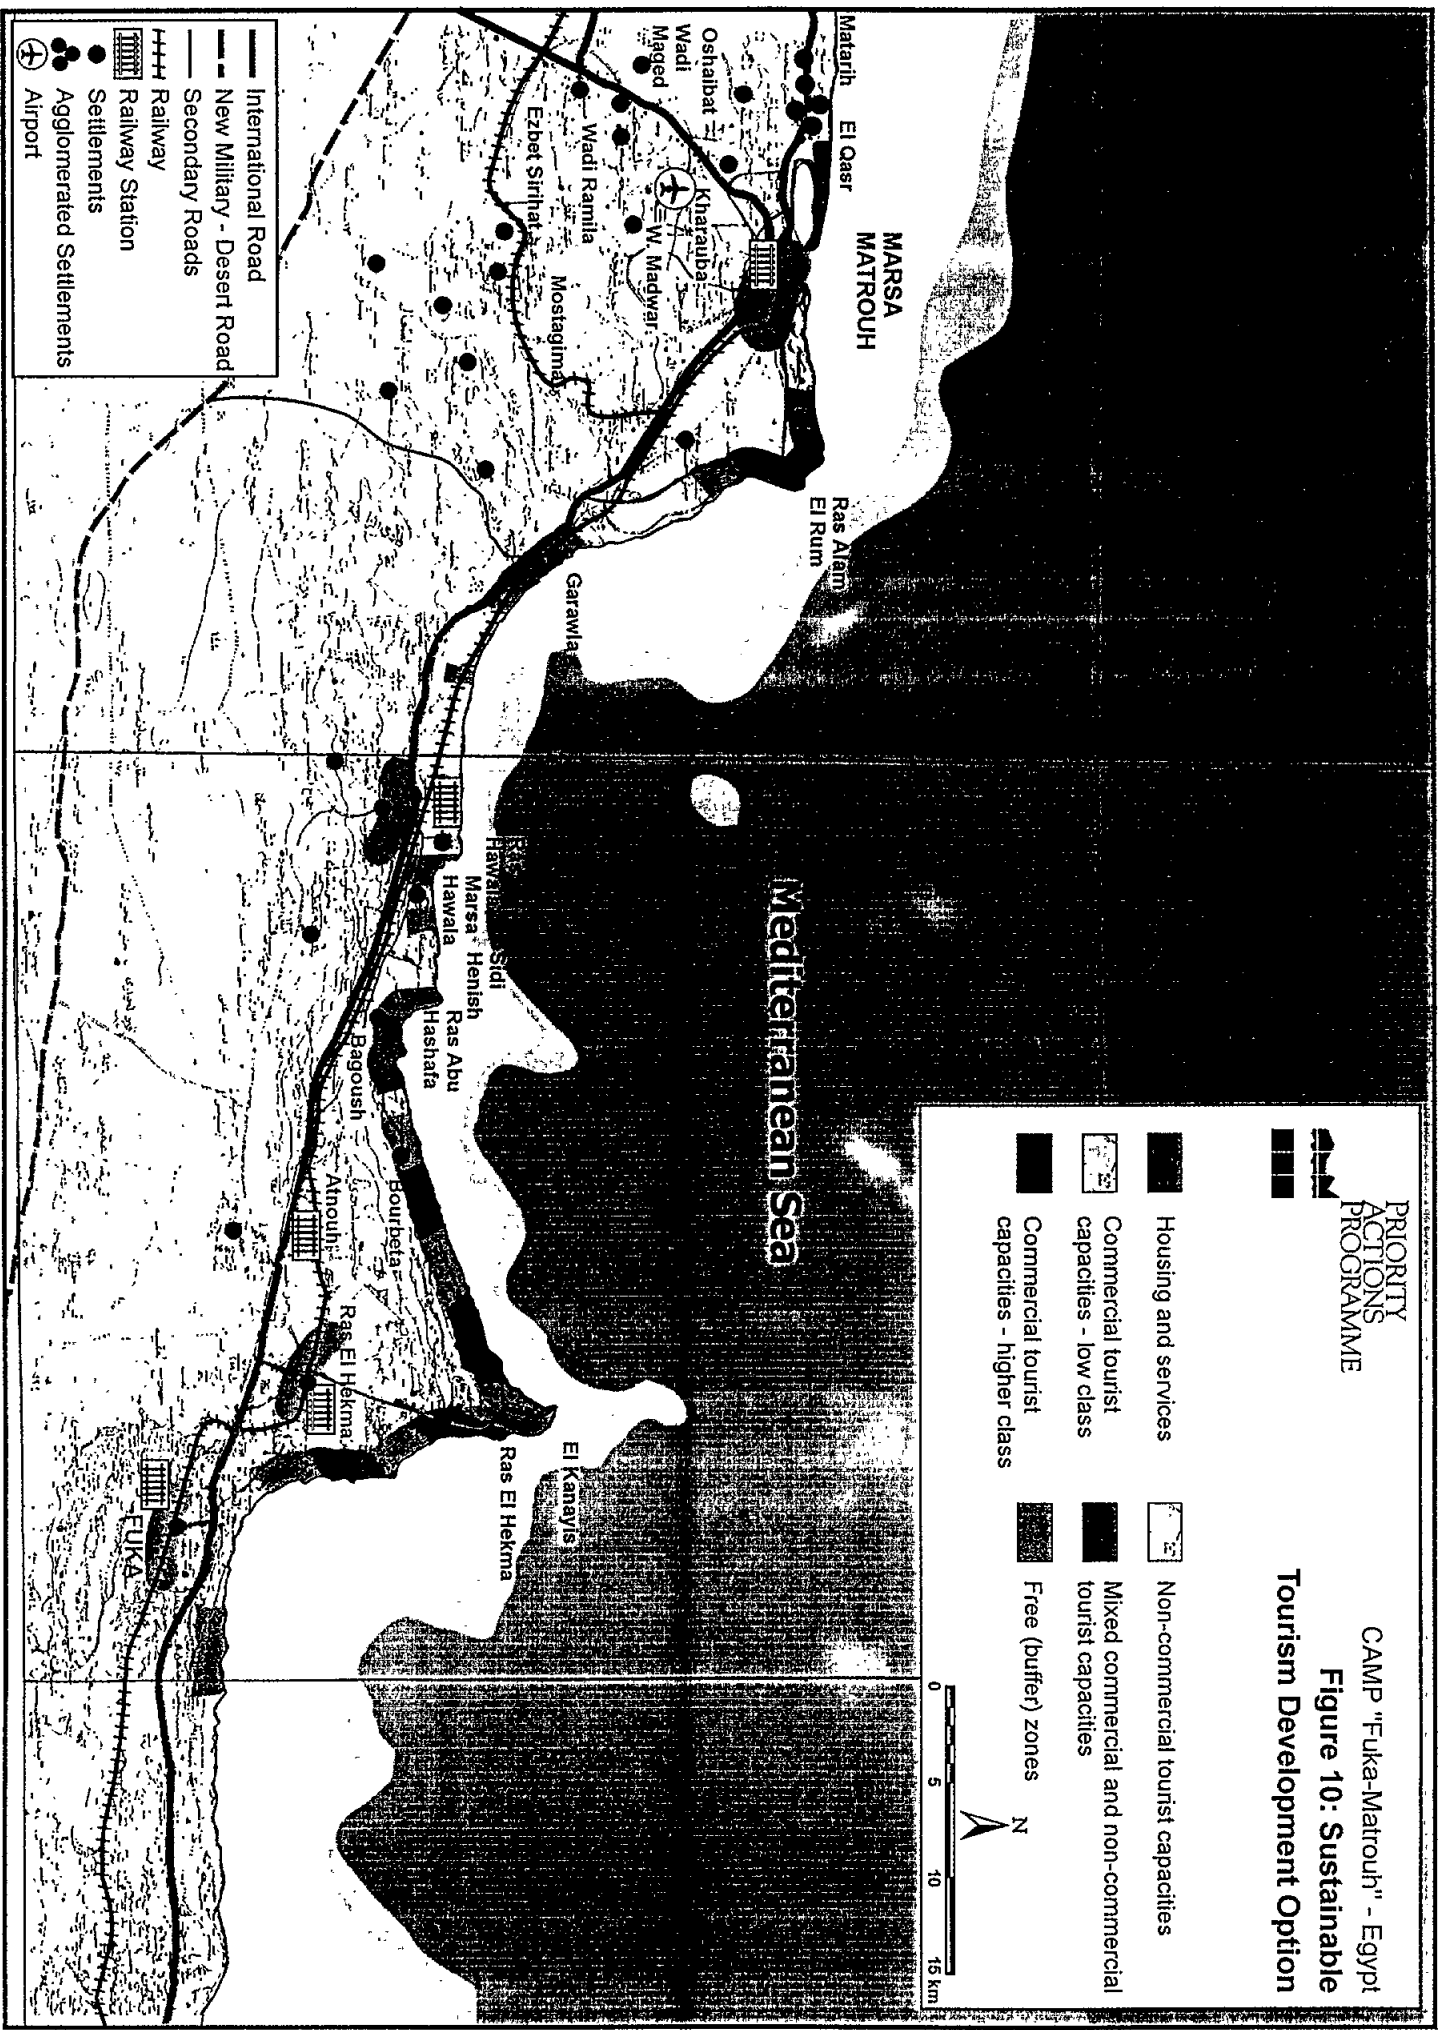 CAMP "Fuka-Matrouh" - Egypt
Figure 10: Sustainable
Tourism Development Option
PRIORITY
ACTIONS
PROGRAMME
Housing and services
Commercial tourist
capacities - low class
Commercial tourist
capacities - higher class
Non-commercial tourist capacities
Mixed commercial and non-commercial
tourist capacities
Free (buffer) zones
N
0 5 10 15 km
Mediterranean Sea
MARSA
MATROUH
Matarih
El Qasr
Oshaibat
Wadi
Maged
Kharauba
W. Madwar
Wadi Ramila
Ezbet Sirihat
Mostagima
Ras Alam
El Rum
Garawla
Hawala
Sidi
Henish
Marsa
Hawala
Ras Abu
Hashafa
Bagoush
Bourbeta
Atnouh
Ras El Hekma
El Kanayis
Ras El Hekma
FUKA
International Road
New Military - Desert Road
Secondary Roads
Railway
Railway Station
Settlements
Agglomerated Settlements
Airport